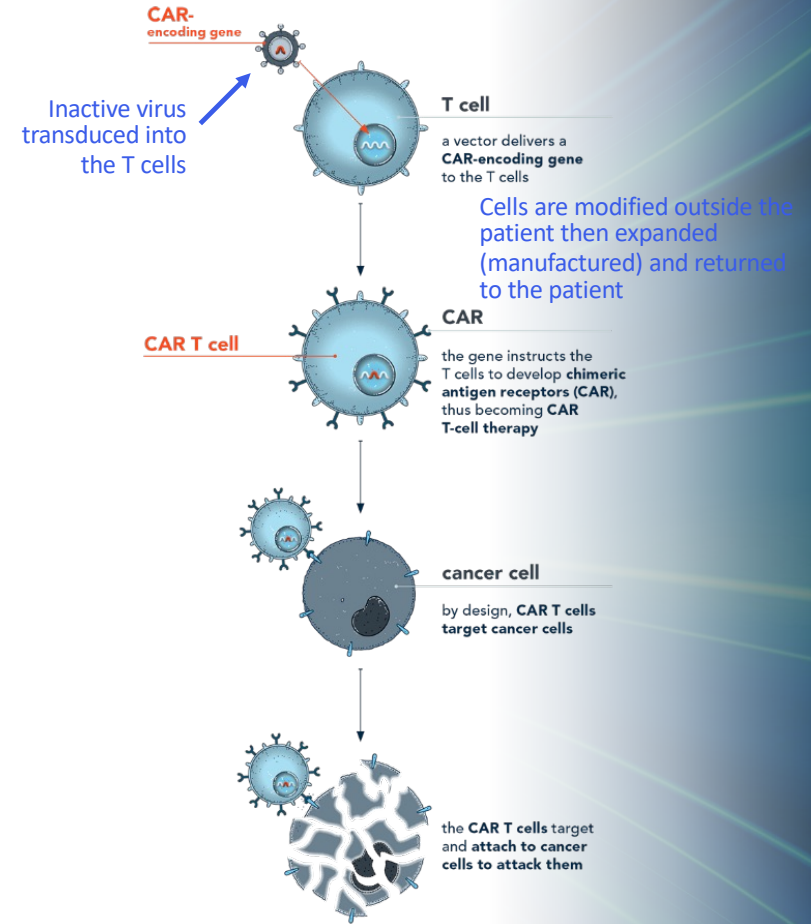 CAR-
encoding gene
Inactive virus
transduced into
the T cells
T cell
a vector delivers a
CAR-encoding gene
to the T cells
Cells are modified outside the
patient then expanded
(manufactured) and returned
to the patient
CAR
CAR T cell
the gene instructs the
T cells to develop chimeric
antigen receptors (CAR),
thus becoming CAR
T-cell therapy
cancer cell
by design, CAR T cells
target cancer cells
the CAR T cells target
and attach to cancer
cells to attack them